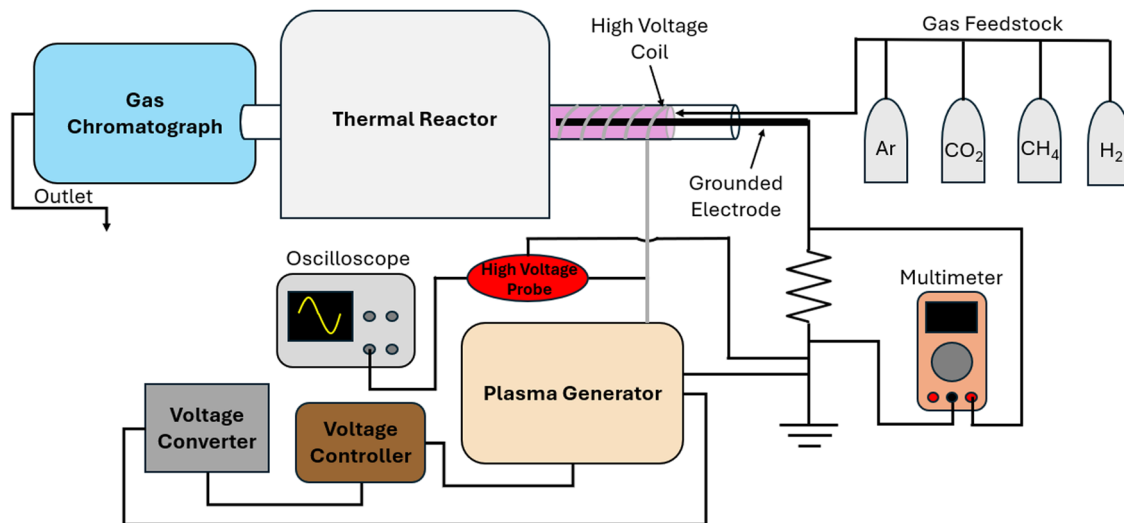 High Voltage
Coil
Gas Feedstock
Gas
Chromatograph
Thermal Reactor
Ar
CO₂
CH₄
H₂
Outlet
Grounded
Electrode
Oscilloscope
High Voltage
Probe
Multimeter
Plasma Generator
Voltage
Converter
Voltage
Controller